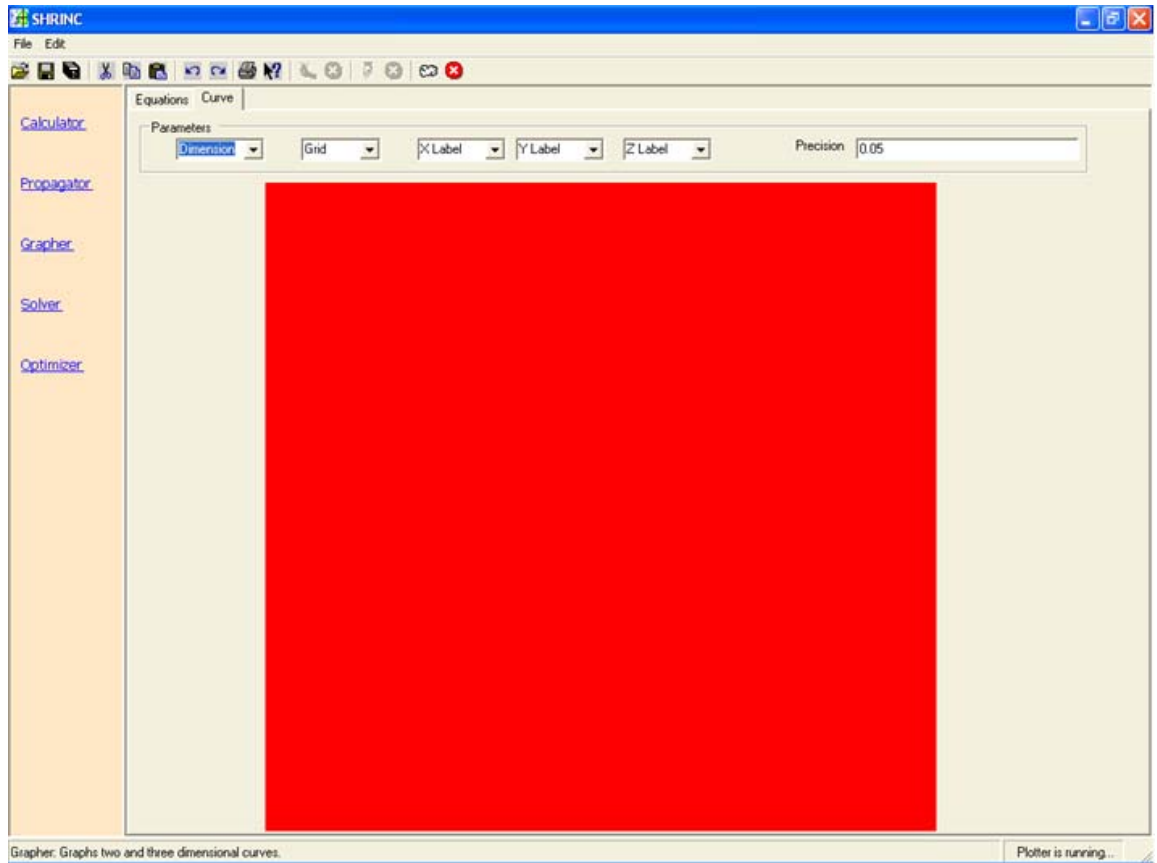 SHRINC
File Edit
Equations Curve
Calculator
Propagator
Grapher
Solver
Optimizer
Parameters
Dimension Grid X Label Y Label Z Label Precision 0.05
Grapher: Graphs two and three dimensional curves. Plotter is running...